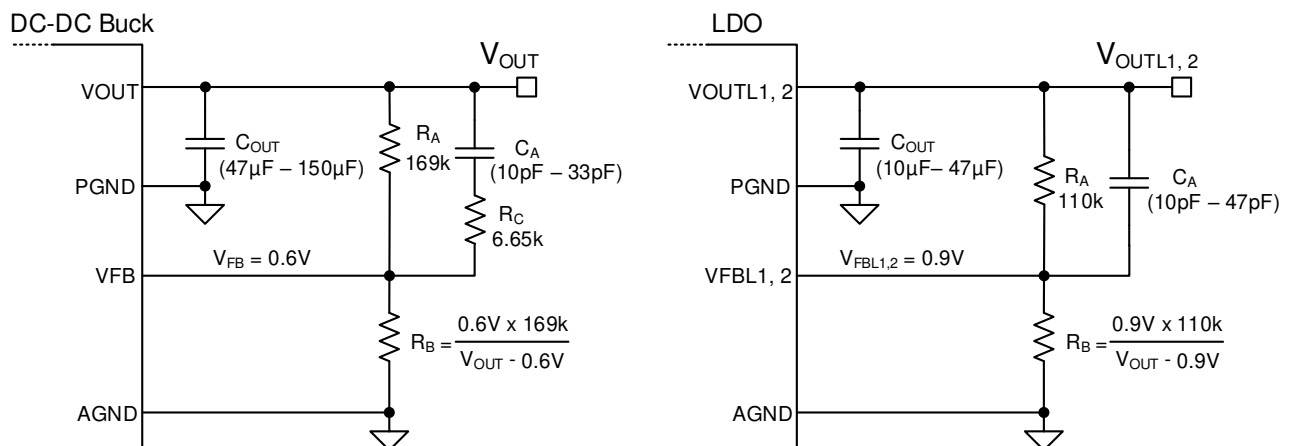 DC-DC Buck
VOUT
VOUT
COUT
(47µF – 150µF)
RA
169k
CA
(10pF – 33pF)
PGND
RC
6.65k
VFB
VFB = 0.6V
RB = 0.6V x 169k
VOUT - 0.6V
AGND
LDO
VOUTL1, 2
VOUTL1, 2
COUT
(10µF– 47µF)
PGND
RA
110k
CA
(10pF – 47pF)
VFBL1, 2
VFBL1,2 = 0.9V
RB = 0.9V x 110k
VOUT - 0.9V
AGND